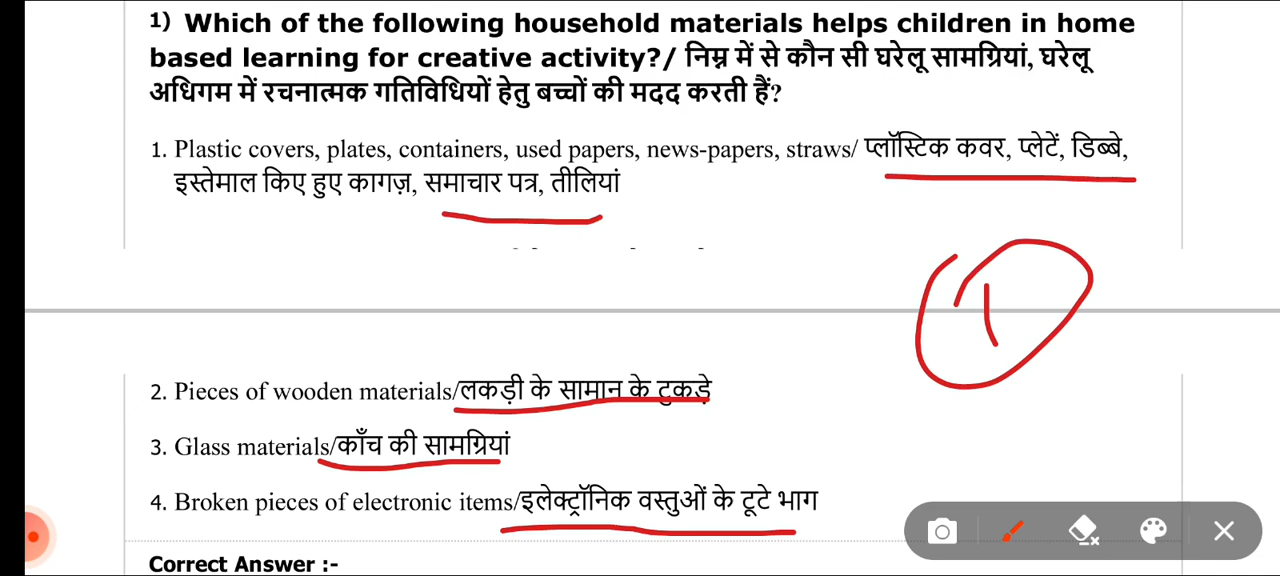 1) Which of the following household materials helps children in home
based learning for creative activity?/ निम्न में से कौन सी घरेलू सामग्रियां, घरेलू
अधिगम में रचनात्मक गतिविधियों हेतु बच्चों की मदद करती हैं?
1. Plastic covers, plates, containers, used papers, news-papers, straws/ प्लॉस्टिक कवर, प्लेटें, डिब्बे,
इस्तेमाल किए हुए कागज़, समाचार पत्र, तीलियां
1
2. Pieces of wooden materials/लकड़ी के सामान के टुकड़े
3. Glass materials/काँच की सामग्रियां
4. Broken pieces of electronic items/इलेक्ट्रॉनिक वस्तुओं के टूटे भाग
Correct Answer :-